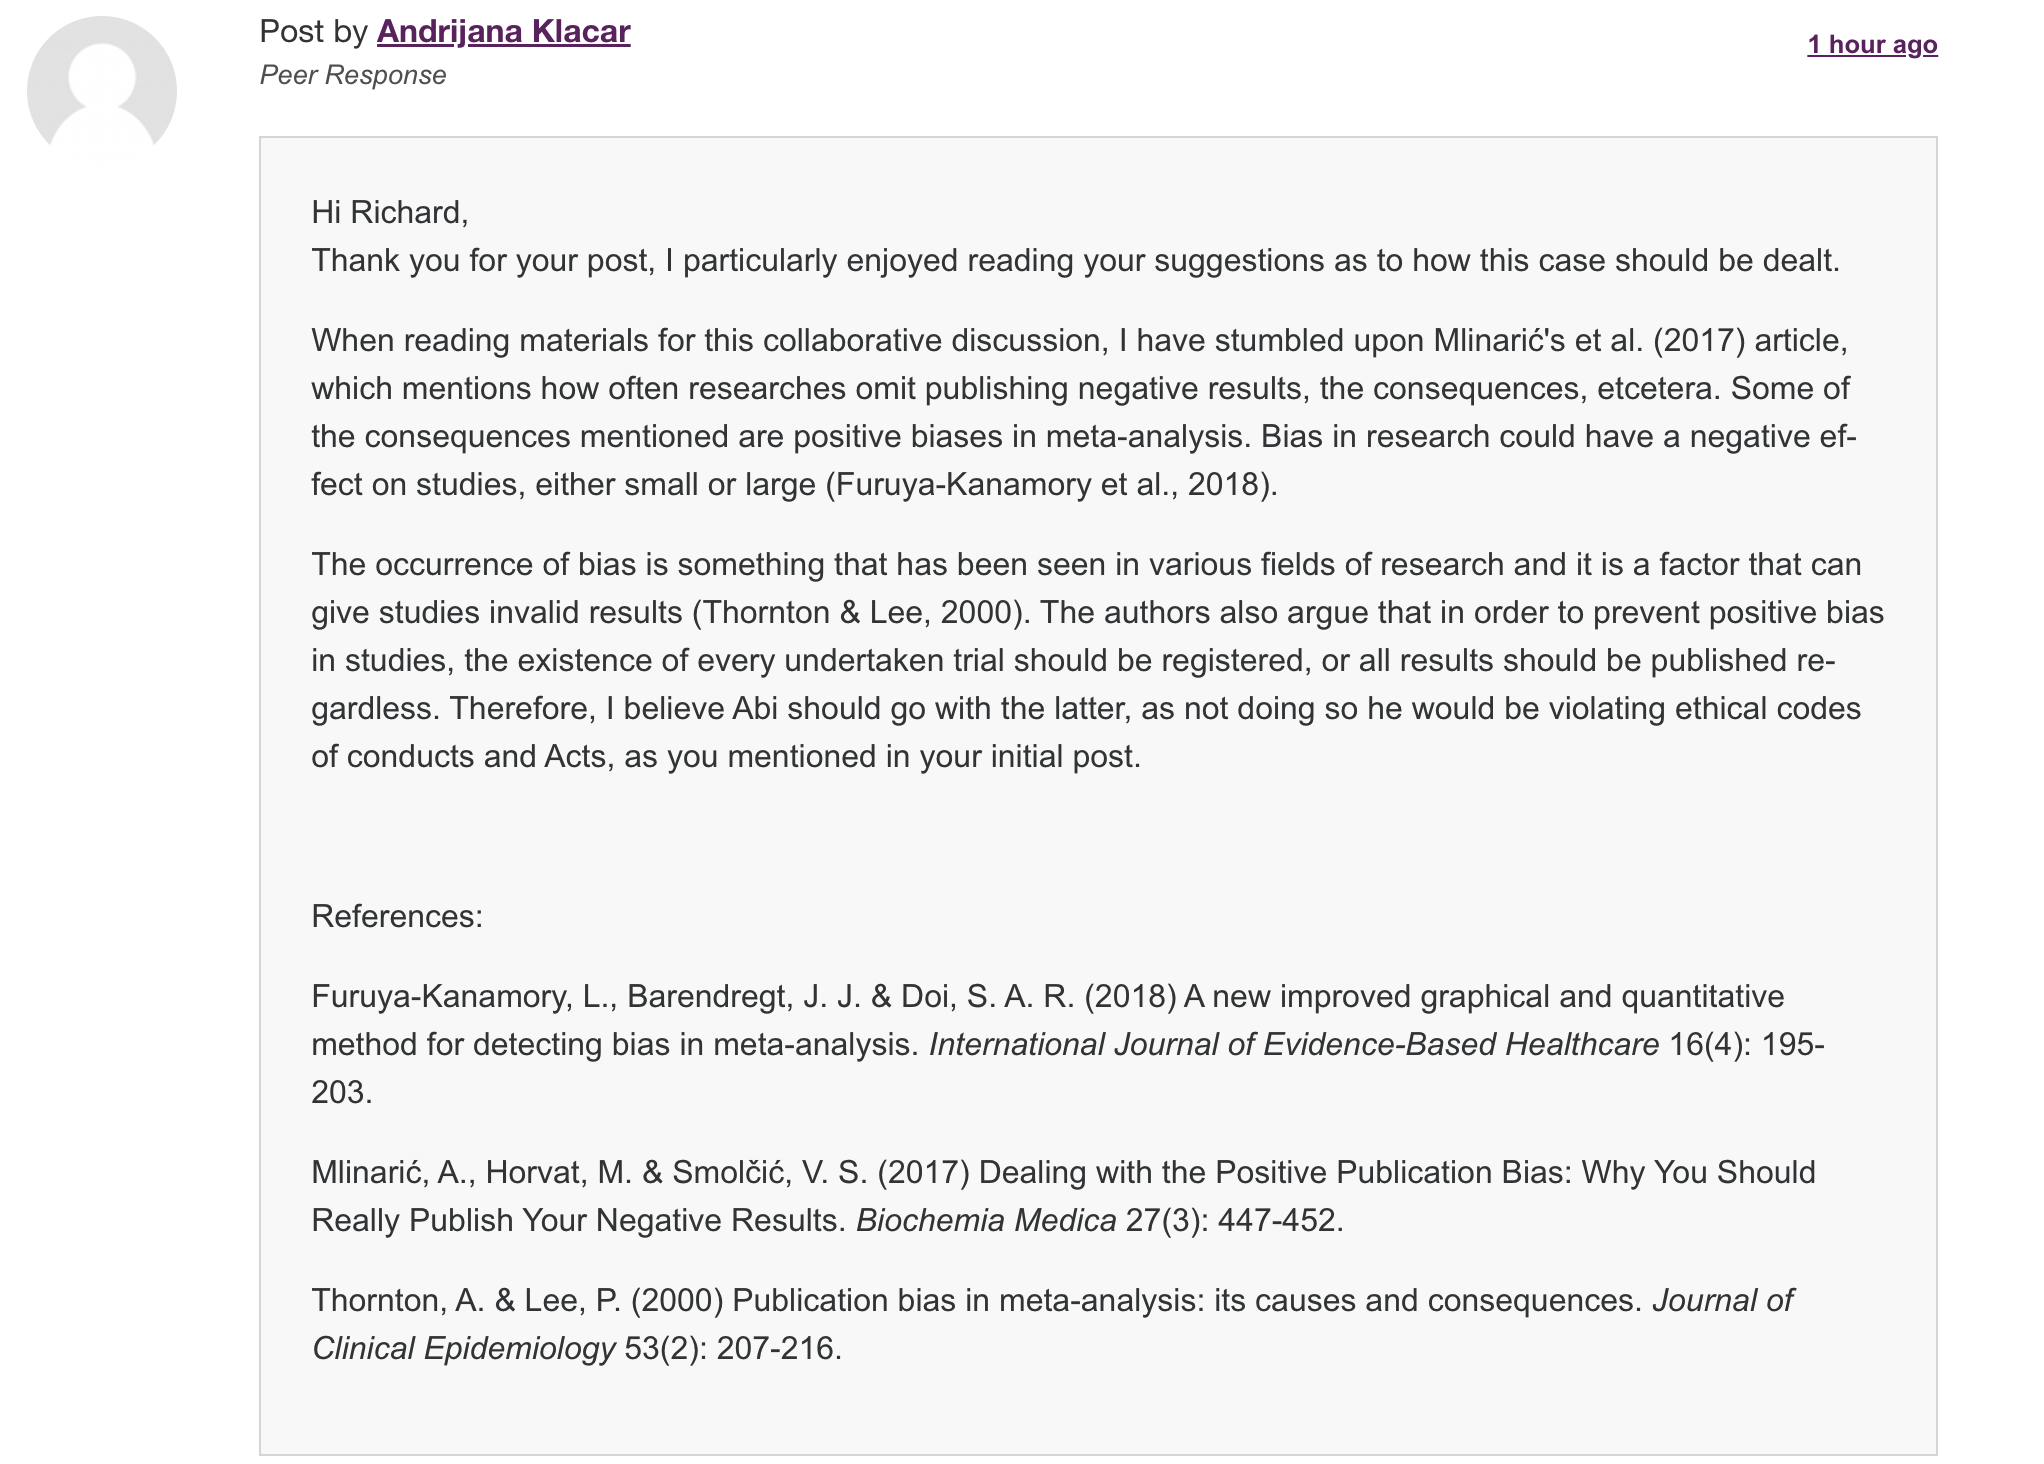 Post by Andrijana Klacar
1 hour ago
Peer Response
Hi Richard,
Thank you for your post, I particularly enjoyed reading your suggestions as to how this case should be dealt.
When reading materials for this collaborative discussion, I have stumbled upon Mlinarić's et al. (2017) article,
which mentions how often researches omit publishing negative results, the consequences, etcetera. Some of
the consequences mentioned are positive biases in meta-analysis. Bias in research could have a negative ef-
fect on studies, either small or large (Furuya-Kanamory et al., 2018).
The occurrence of bias is something that has been seen in various fields of research and it is a factor that can
give studies invalid results (Thornton & Lee, 2000). The authors also argue that in order to prevent positive bias
in studies, the existence of every undertaken trial should be registered, or all results should be published re-
gardless. Therefore, I believe Abi should go with the latter, as not doing so he would be violating ethical codes
of conducts and Acts, as you mentioned in your initial post.
References:
Furuya-Kanamory, L., Barendregt, J. J. & Doi, S. A. R. (2018) A new improved graphical and quantitative
method for detecting bias in meta-analysis. International Journal of Evidence-Based Healthcare 16(4): 195-
203.
Mlinarić, A., Horvat, M. & Smolčić, V. S. (2017) Dealing with the Positive Publication Bias: Why You Should
Really Publish Your Negative Results. Biochemia Medica 27(3): 447-452.
Thornton, A. & Lee, P. (2000) Publication bias in meta-analysis: its causes and consequences. Journal of
Clinical Epidemiology 53(2): 207-216.